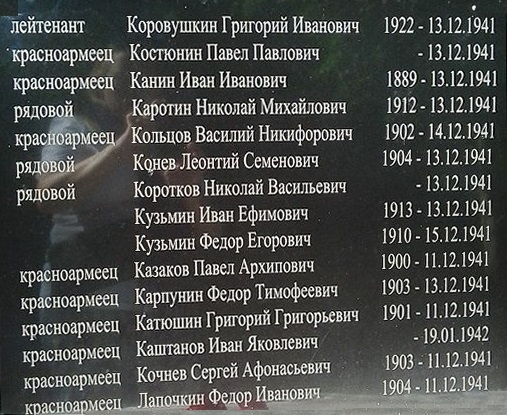 лейтенант Коровушкин Григорий Иванович 1922 - 13.12.1941
красноармеец Костюнин Павел Павлович - 13.12.1941
красноармеец Канин Иван Иванович 1889 - 13.12.1941
рядовой Каротин Николай Михайлович 1912 - 13.12.1941
красноармеец Кольцов Василий Никифорович 1902 - 14.12.1941
рядовой Конев Леонтий Семенович 1904 - 13.12.1941
рядовой Коротков Николай Васильевич - 13.12.1941
Кузьмин Иван Ефимович 1913 - 13.12.1941
Кузьмин Федор Егорович 1910 - 15.12.1941
красноармеец Казаков Павел Архипович 1900 - 11.12.1941
красноармеец Карпунин Федор Тимофеевич 1903 - 13.12.1941
красноармеец Катюшин Григорий Григорьевич 1901 - 11.12.1941
красноармеец Каштанов Иван Яковлевич - 19.01.1942
красноармеец Кочнев Сергей Афонасьевич 1903 - 11.12.1941
красноармеец Лапочкин Федор Иванович 1904 - 11.12.1941